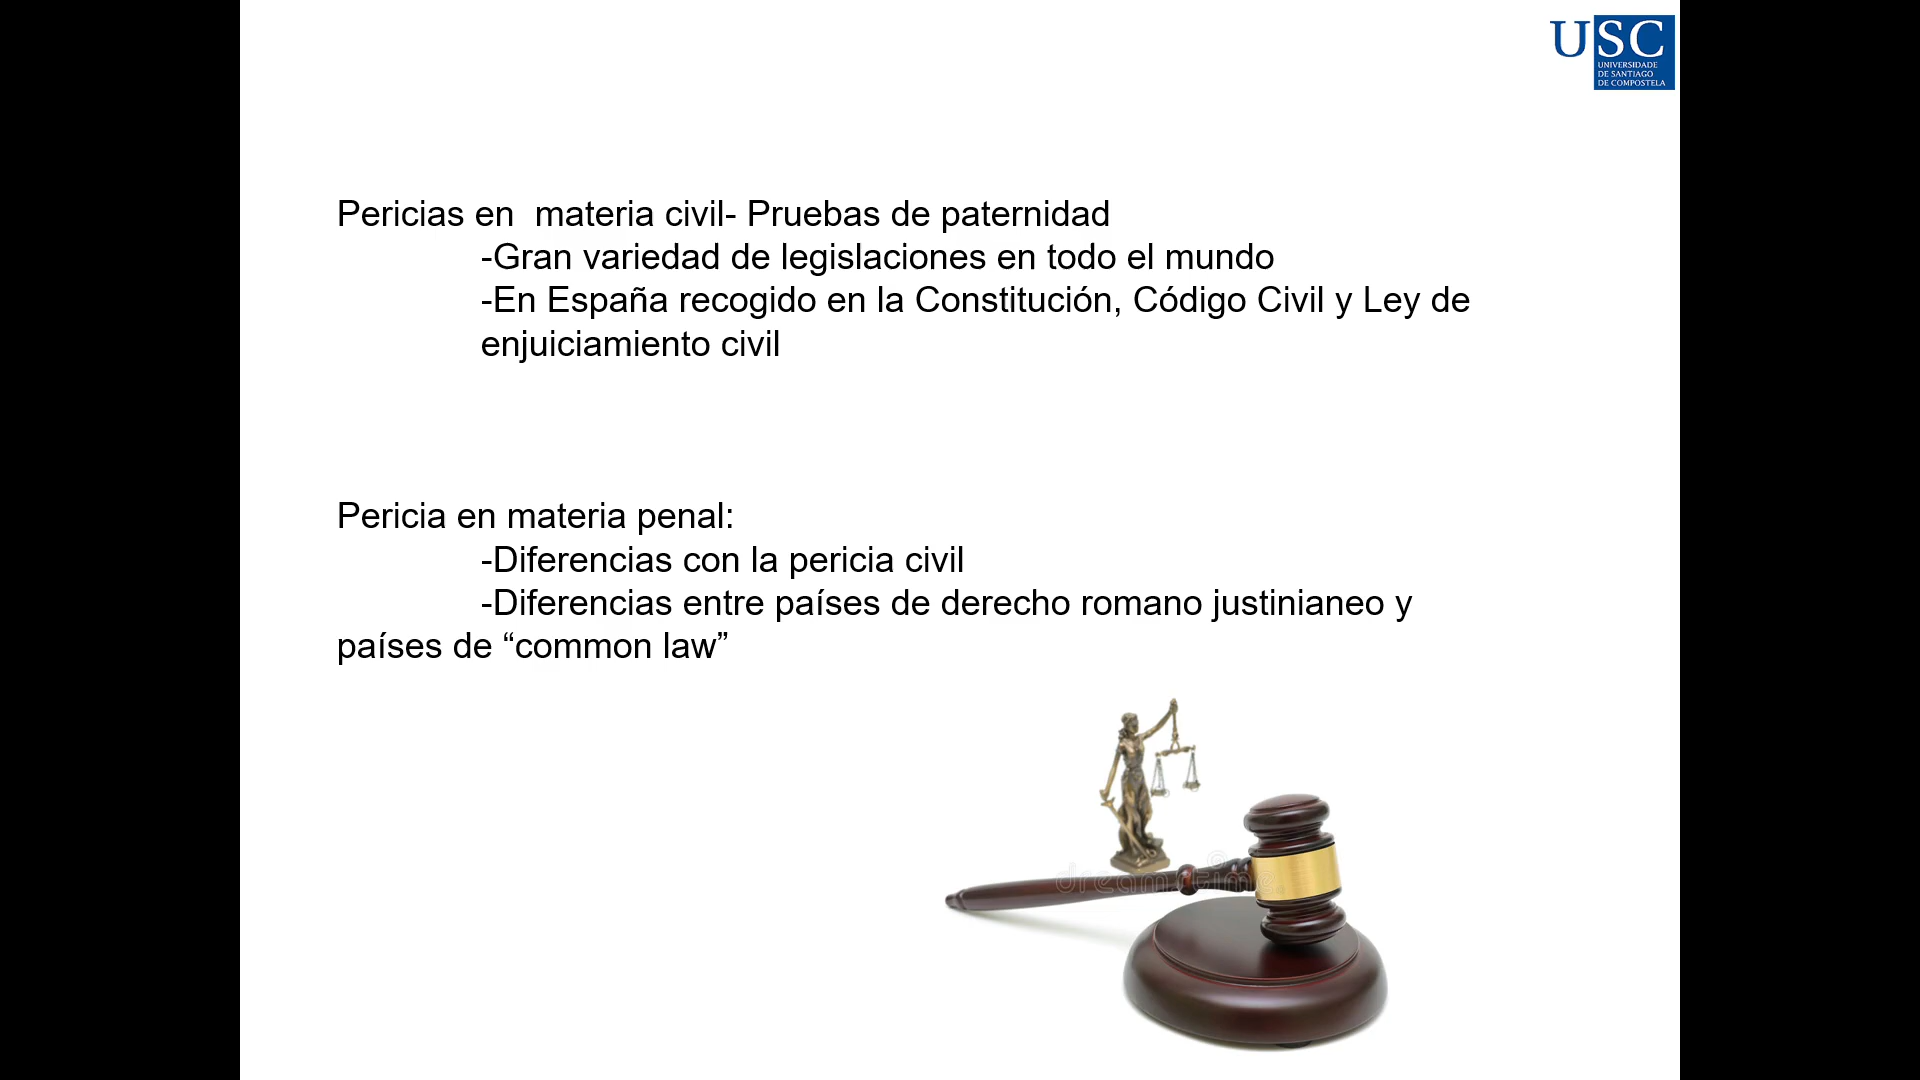 USC
UNIVERSIDADE
DE SANTIAGO
DE COMPOSTELA
Pericias en  materia civil- Pruebas de paternidad
-Gran variedad de legislaciones en todo el mundo
-En España recogido en la Constitución, Código Civil y Ley de
enjuiciamiento civil
Pericia en materia penal:
-Diferencias con la pericia civil
-Diferencias entre países de derecho romano justinianeo y
países de “common law”
dreamstime